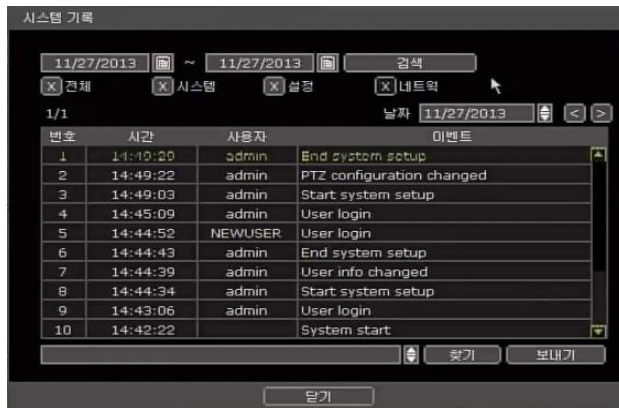 시스템 기록
11/27/2013 ~ 11/27/2013 검색
X 전체 X 시스템 X 설정 X 네트웍
1/1 날짜 11/27/2013 < >
번호 시간 사용자 이벤트
1 admin End system setup
2 14:49:22 admin PTZ configuration changed
3 14:49:03 admin Start system setup
4 14:45:09 admin User login
5 14:44:52 NEWUSER User login
6 14:44:43 admin End system setup
7 14:44:39 admin User info changed
8 14:44:34 admin Start system setup
9 14:43:06 admin User login
10 14:42:22 System start
찾기 보내기
닫기